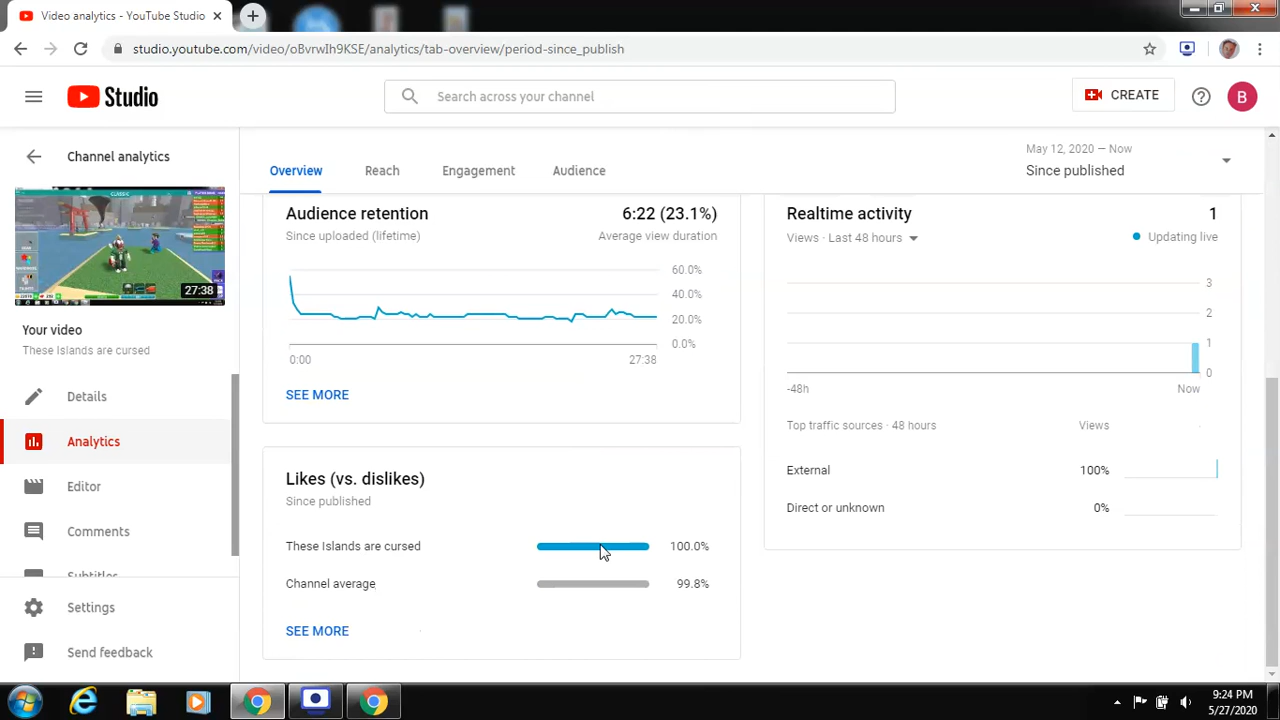 Video analytics - YouTube Studio
studio.youtube.com/video/oBvrwIh9KSE/analytics/tab-overview/period-since_publish
Studio
Search across your channel
CREATE
B
Channel analytics
CLASSIC
27:38
Your video
These Islands are cursed
Details
Analytics
Editor
Comments
Subtitles
Settings
Send feedback
Overview
Reach
Engagement
Audience
May 12, 2020 — Now
Since published
Audience retention
6:22 (23.1%)
Since uploaded (lifetime)
Average view duration
60.0%
40.0%
20.0%
0.0%
0:00
27:38
SEE MORE
Likes (vs. dislikes)
Since published
These Islands are cursed
100.0%
Channel average
99.8%
SEE MORE
Realtime activity
1
Views · Last 48 hours
Updating live
3
2
1
0
-48h
Now
Top traffic sources · 48 hours
Views
External
100%
Direct or unknown
0%
9:24 PM
5/27/2020